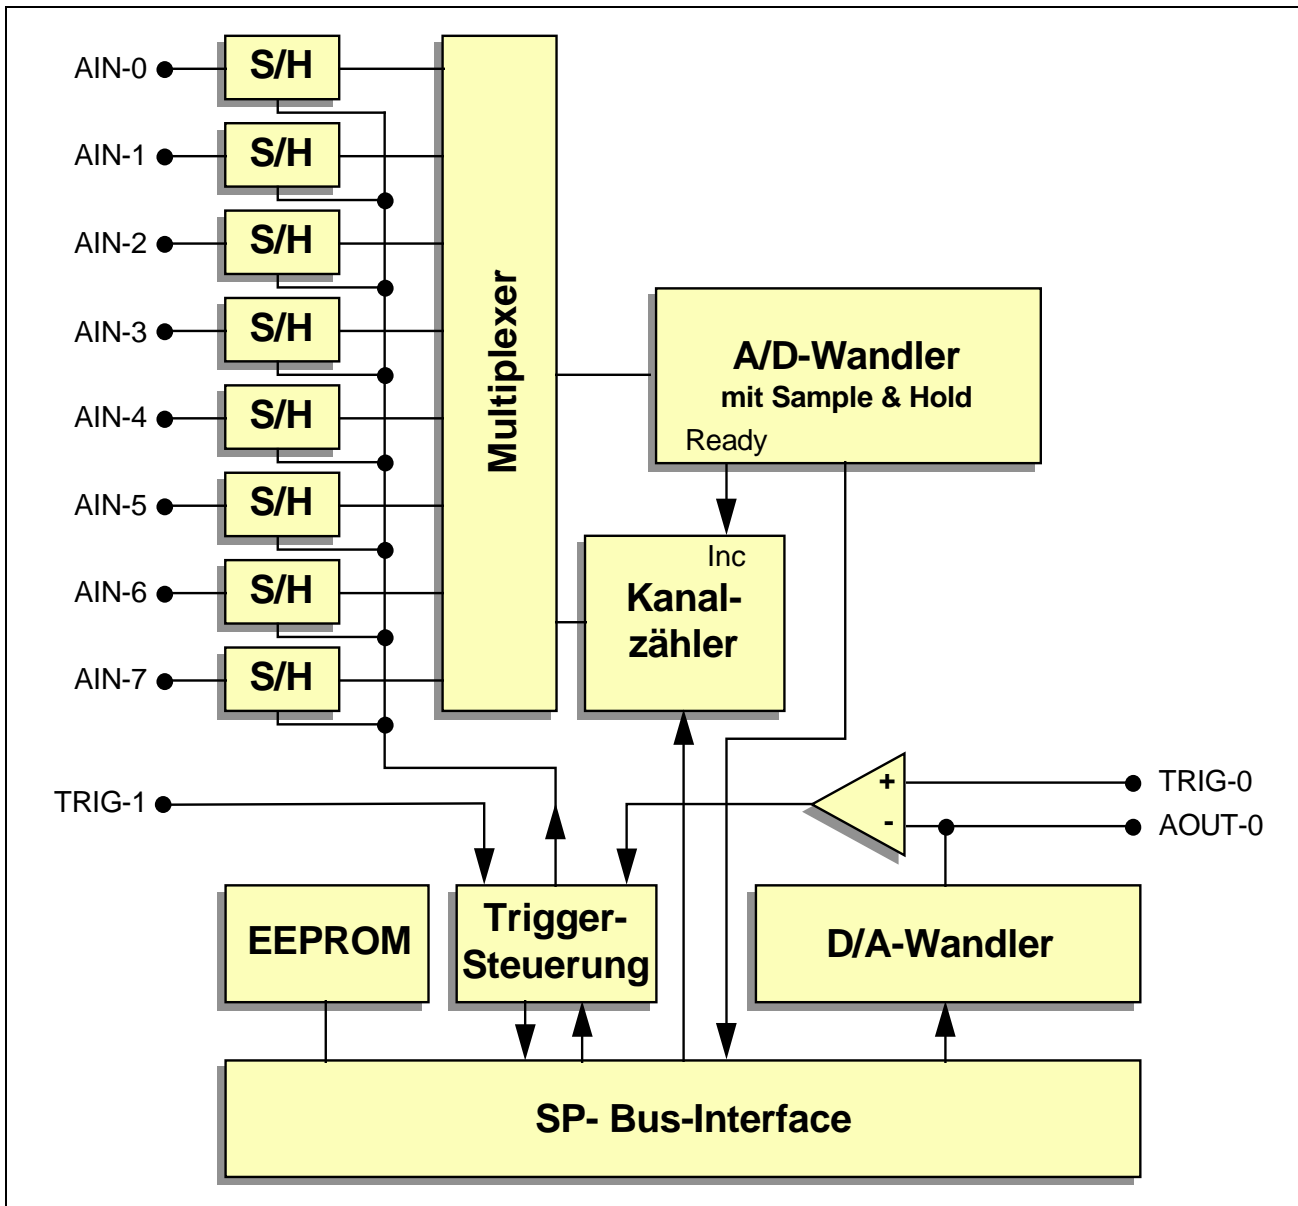 AIN-0
S/H
AIN-1
S/H
AIN-2
S/H
AIN-3
S/H
AIN-4
S/H
AIN-5
S/H
AIN-6
S/H
AIN-7
S/H
Multiplexer
A/D-Wandler
mit Sample & Hold
Ready
Inc
Kanal-
zähler
TRIG-1
+
-
TRIG-0
AOUT-0
EEPROM
Trigger-
Steuerung
D/A-Wandler
SP- Bus-Interface